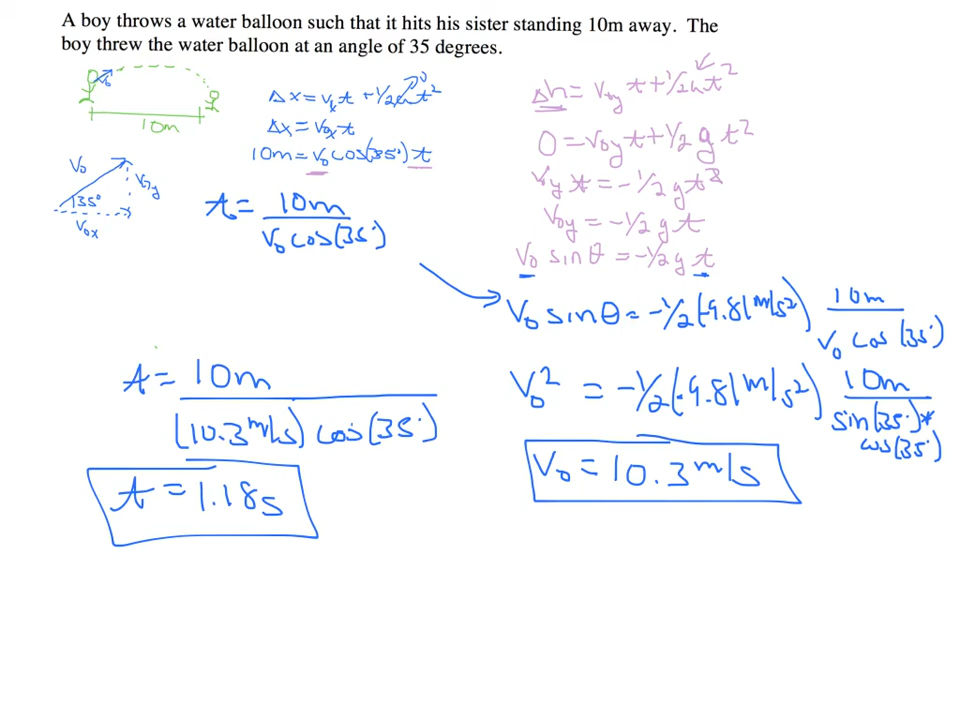 A boy throws a water balloon such that it hits his sister standing 10m away. The
boy threw the water balloon at an angle of 35 degrees.
10m
Δx = vₓt + 1/2at² 0
Δx = v₀ₓt
10m = v₀ cos(35°) t
V₀
V₀y
35°
V₀ₓ
t = 10m / V₀ cos(35°)
Δh = V₀y t + 1/2 a t²
0 = V₀y t + 1/2 g t²
V₀y t = -1/2 g t²
V₀y = -1/2 g t
V₀ sin θ = -1/2 g t
V₀ sin θ = -1/2 (-9.81 m/s²) 10m / V₀ cos(35°)
V₀² = -1/2 (-9.81 m/s²) 10m / sin(35°) * cos(35°)
V₀ = 10.3 m/s
t = 10m / (10.3 m/s) cos(35°)
t = 1.18s